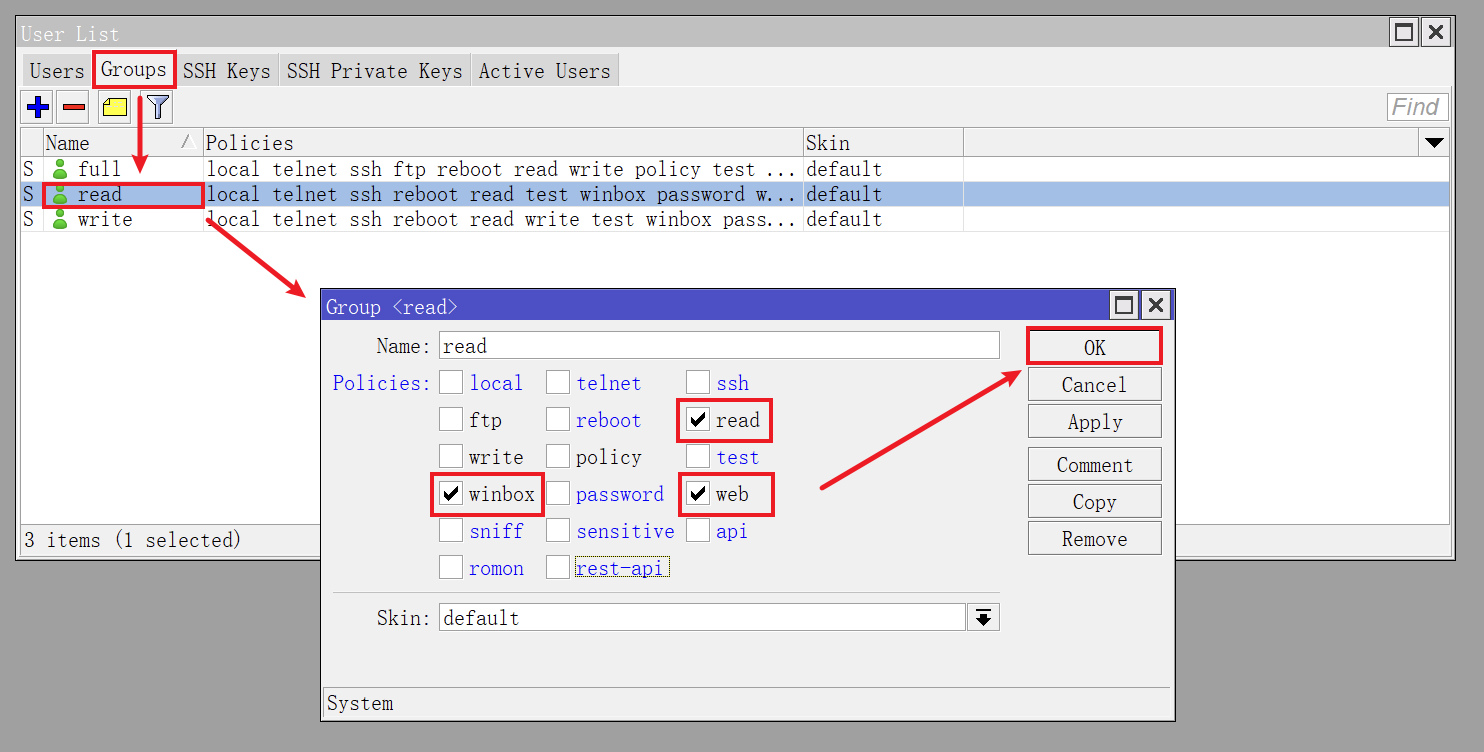 User List
Users Groups SSH Keys SSH Private Keys Active Users
Find
Name Policies Skin
S full local telnet ssh ftp reboot read write policy test ... default
S read local telnet ssh reboot read test winbox password w... default
S write local telnet ssh reboot read write test winbox pass... default
3 items (1 selected)
Group <read>
Name: read
OK
Policies: local telnet ssh
Cancel
ftp reboot read
Apply
write policy test
Comment
winbox password web
Copy
sniff sensitive api
Remove
romon rest-api
Skin: default
System